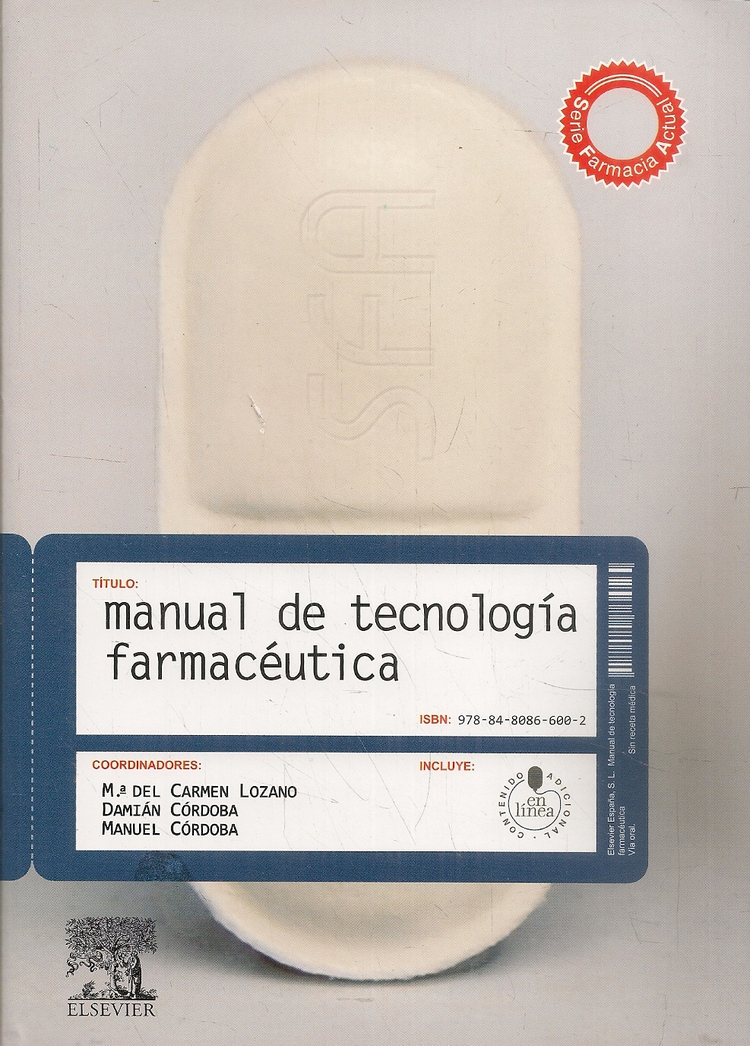 Serie Farmacia Actual
SFA
TÍTULO:
manual de tecnología
farmacéutica
ISBN: 978-84-8086-600-2
COORDINADORES:
M.ª DEL CARMEN LOZANO
DAMIÁN CÓRDOBA
MANUEL CÓRDOBA
INCLUYE:
CONTENIDO ADICIONAL
en
línea
Elsevier España, S. L. Manual de tecnología
farmacéutica
Vía oral. Sin receta médica
ELSEVIER